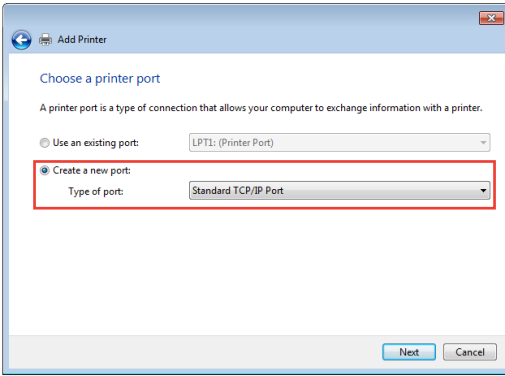 Add Printer
Choose a printer port
A printer port is a type of connection that allows your computer to exchange information with a printer.
Use an existing port: LPT1: (Printer Port)
Create a new port:
Type of port: Standard TCP/IP Port
Next Cancel